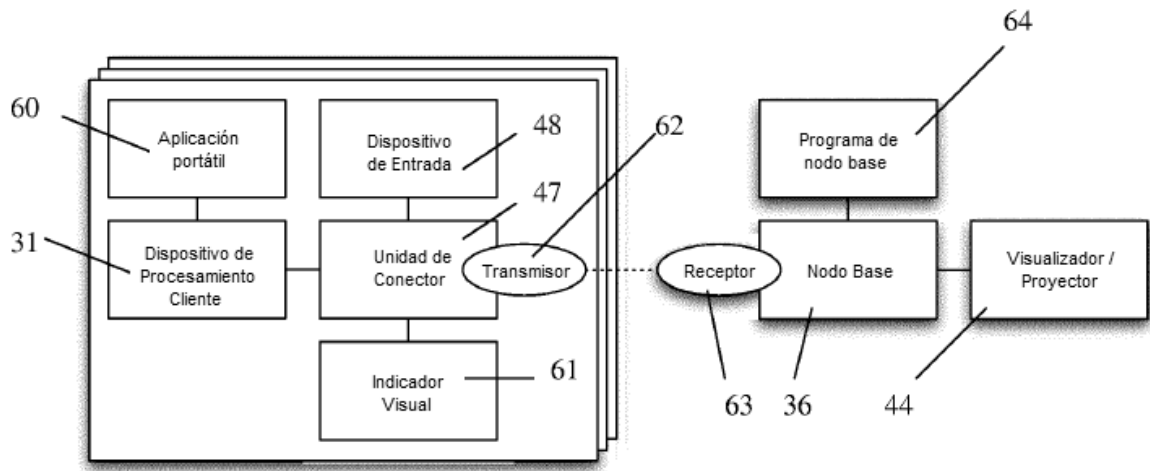 64
60
Aplicación
portátil
Dispositivo
de Entrada
48
62
Programa de
nodo base
47
31
Dispositivo de
Procesamiento
Cliente
Unidad de
Conector
Transmisor
Receptor
Nodo Base
Visualizador /
Proyector
Indicador
Visual
61
63
36
44